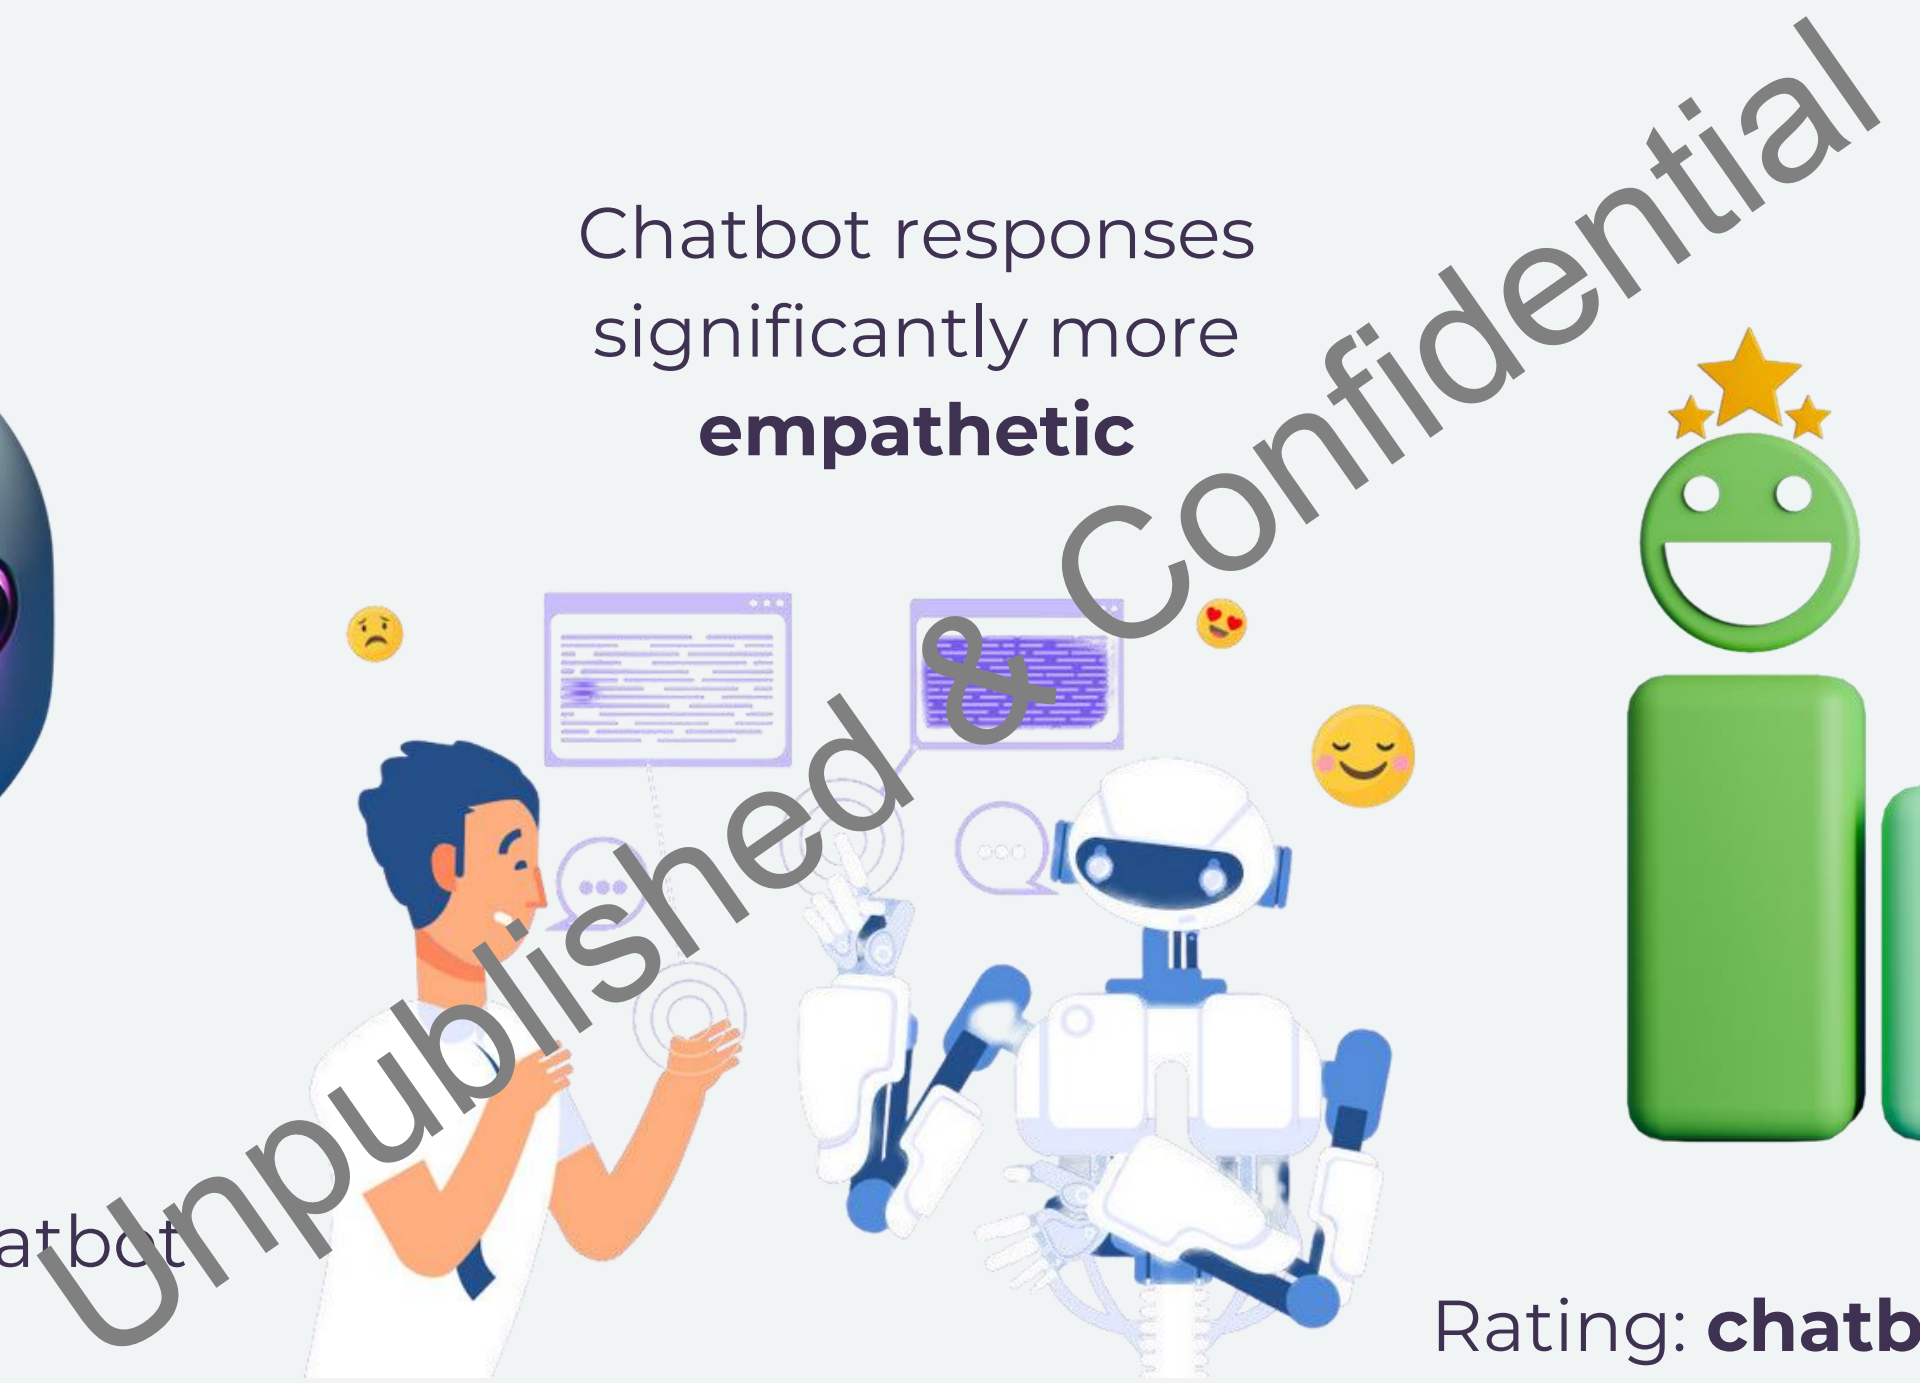 Chatbot responses
significantly more
empathetic
Unpublished & Confidential
atbot
Rating: chatb